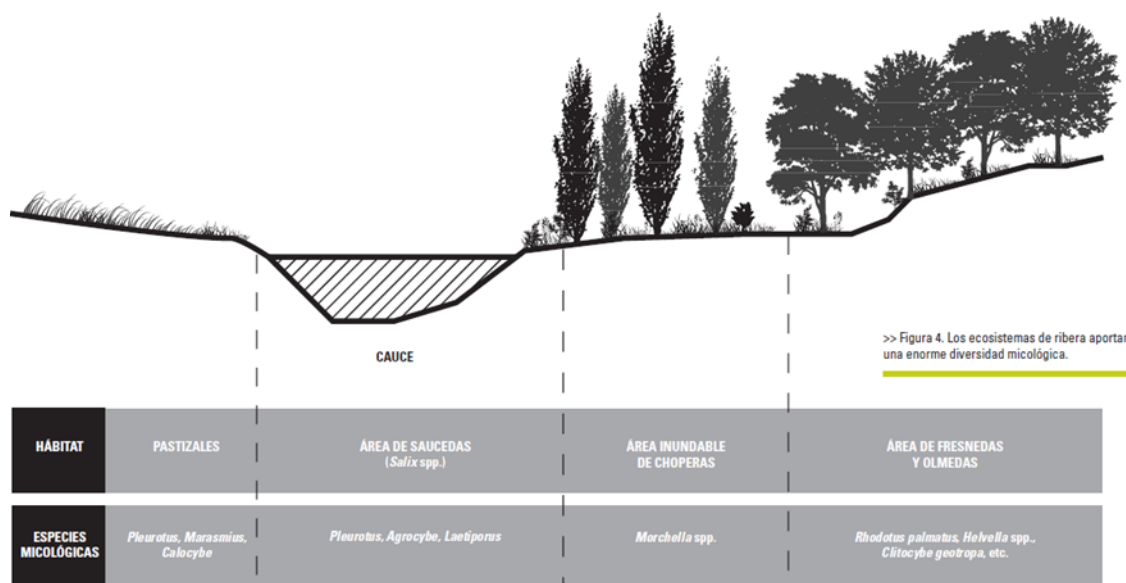 CAUCE
>> Figura 4. Los ecosistemas de ribera aportan
una enorme diversidad micológica.
HÁBITAT
PASTIZALES
ÁREA DE SAUCEDAS
(Salix spp.)
ÁREA INUNDABLE
DE CHOPERAS
ÁREA DE FRESNEDAS
Y OLMEDAS
ESPECIES
MICOLÓGICAS
Pleurotus, Marasmius,
Calocybe
Pleurotus, Agrocybe, Laetiporus
Morchella spp.
Rhodotus palmatus, Helvella spp.,
Clitocybe geotropa, etc.